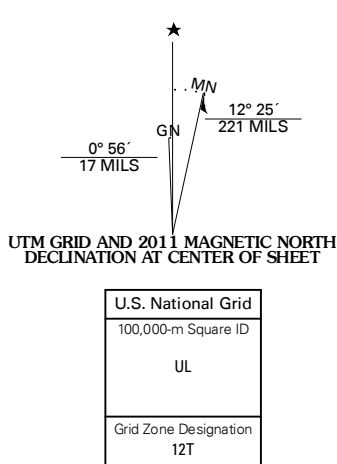 MN
GN
12° 25´
221 MILS
0° 56´
17 MILS
UTM GRID AND 2011 MAGNETIC NORTH
DECLINATION AT CENTER OF SHEET
U.S. National Grid
100,000-m Square ID
UL
Grid Zone Designation
12T